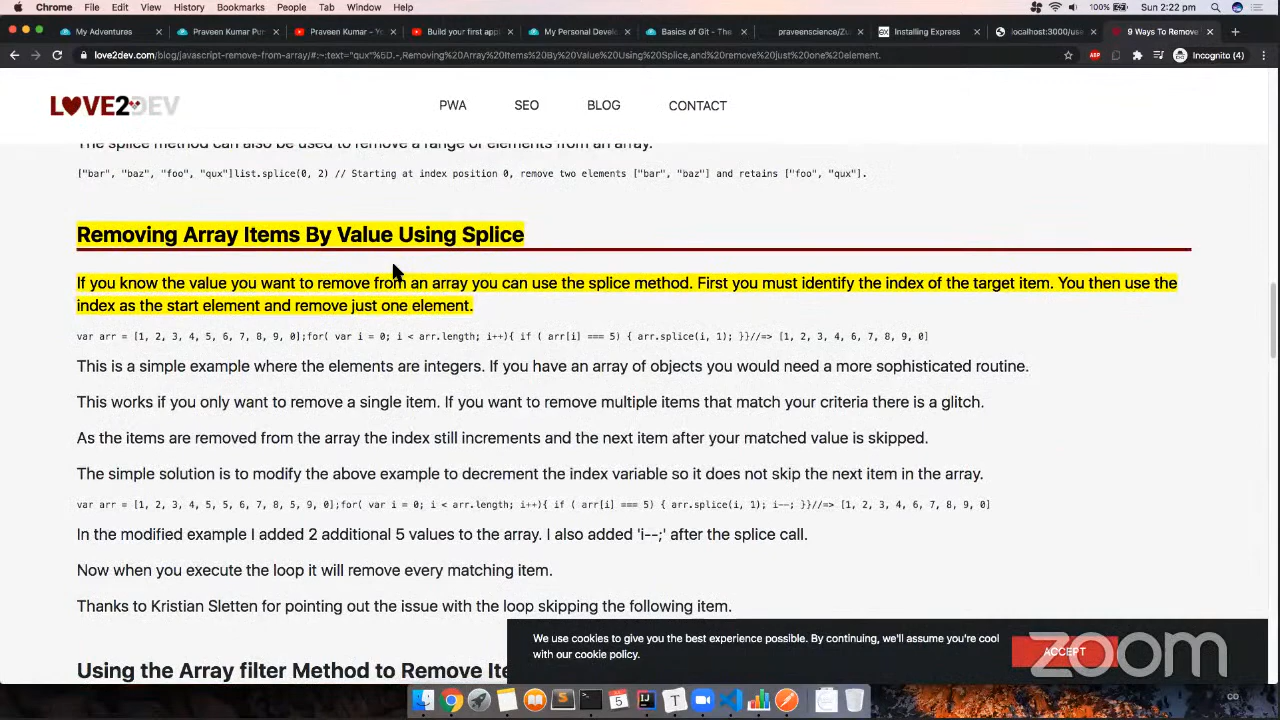 Chrome File Edit View History Bookmarks People Tab Window Help 100% Sun 2:22 pm
My Adventures Praveen Kumar Pur Praveen Kumar - Y Build your first app My Personal Develo Basics of Git - The praveenscience/Zu Installing Express localhost:3000/use 9 Ways To Remove
love2dev.com/blog/javascript-remove-from-array/#:~:text="qux"%5D.-,Removing%20Array%20Items%20By%20Value%20Using%20Splice,and%20remove%20just%20one%20element. ABP Incognito (4)
LOVE2DEV PWA SEO BLOG CONTACT
The splice method can also be used to remove a range of elements from an array.
["bar", "baz", "foo", "qux"]list.splice(0, 2) // Starting at index position 0, remove two elements ["bar", "baz"] and retains ["foo", "qux"].
Removing Array Items By Value Using Splice
If you know the value you want to remove from an array you can use the splice method. First you must identify the index of the target item. You then use the
index as the start element and remove just one element.
var arr = [1, 2, 3, 4, 5, 6, 7, 8, 9, 0];for( var i = 0; i < arr.length; i++){ if ( arr[i] === 5) { arr.splice(i, 1); }}//=> [1, 2, 3, 4, 6, 7, 8, 9, 0]
This is a simple example where the elements are integers. If you have an array of objects you would need a more sophisticated routine.
This works if you only want to remove a single item. If you want to remove multiple items that match your criteria there is a glitch.
As the items are removed from the array the index still increments and the next item after your matched value is skipped.
The simple solution is to modify the above example to decrement the index variable so it does not skip the next item in the array.
var arr = [1, 2, 3, 4, 5, 5, 6, 7, 8, 5, 9, 0];for( var i = 0; i < arr.length; i++){ if ( arr[i] === 5) { arr.splice(i, 1); i--; }}//=> [1, 2, 3, 4, 6, 7, 8, 9, 0]
In the modified example I added 2 additional 5 values to the array. I also added 'i--;' after the splice call.
Now when you execute the loop it will remove every matching item.
Thanks to Kristian Sletten for pointing out the issue with the loop skipping the following item.
Using the Array filter Method to Remove Ite
We use cookies to give you the best experience possible. By continuing, we'll assume you're cool
with our cookie policy.
ACCEPT
zoom